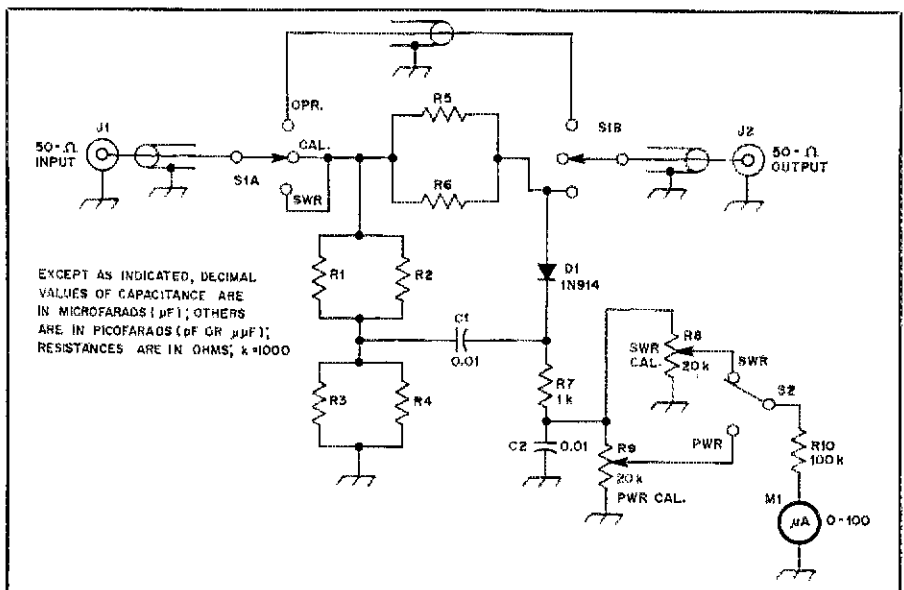 OPR.
J1
R5
S1B
J2
50-Ω
INPUT
CAL.
50-Ω
OUTPUT
S1A
R6
SWR
D1
1N914
R1
R2
EXCEPT AS INDICATED, DECIMAL
VALUES OF CAPACITANCE ARE
IN MICROFARADS (µF); OTHERS
ARE IN PICOFARADS (pF OR µµF);
RESISTANCES ARE IN OHMS; k=1000
C1
0.01
R8
SWR
CAL.
20k
SWR
S2
R3
R4
R7
1k
C2
0.01
R9
20k
PWR CAL.
PWR
R10
100k
M1
µA
0-100